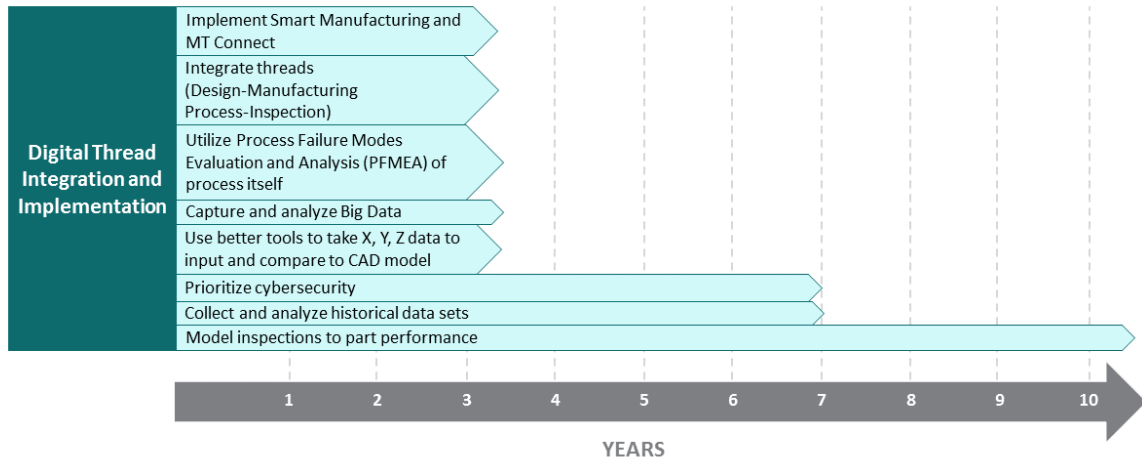 Digital Thread
Integration and
Implementation
Implement Smart Manufacturing and
MT Connect
Integrate threads
(Design-Manufacturing
Process-Inspection)
Utilize Process Failure Modes
Evaluation and Analysis (PFMEA) of
process itself
Capture and analyze Big Data
Use better tools to take X, Y, Z data to
input and compare to CAD model
Prioritize cybersecurity
Collect and analyze historical data sets
Model inspections to part performance
1 2 3 4 5 6 7 8 9 10
YEARS